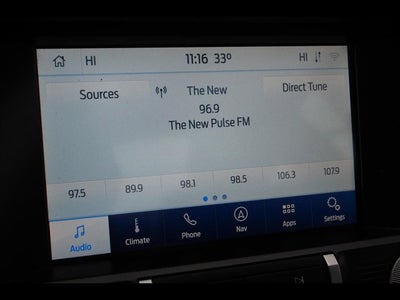 HI 11:16 33° HI
Sources The New Direct Tune
96.9
The New Pulse FM
97.5 89.9 98.1 98.5 106.3 107.9
Audio Climate Phone Nav Apps Settings